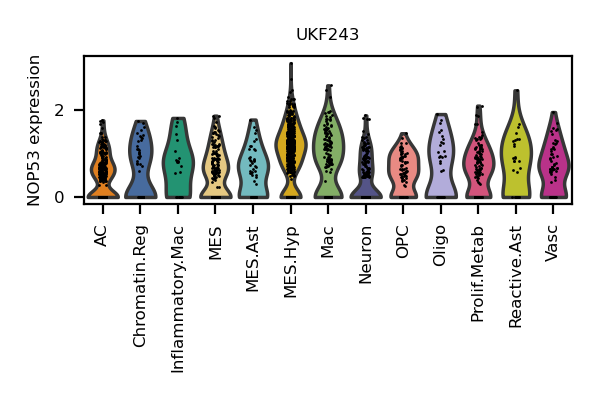 UKF243
NOP53 expression
2
0
AC
Chromatin.Reg
Inflammatory.Mac
MES
MES.Ast
MES.Hyp
Mac
Neuron
OPC
Oligo
Prolif.Metab
Reactive.Ast
Vasc